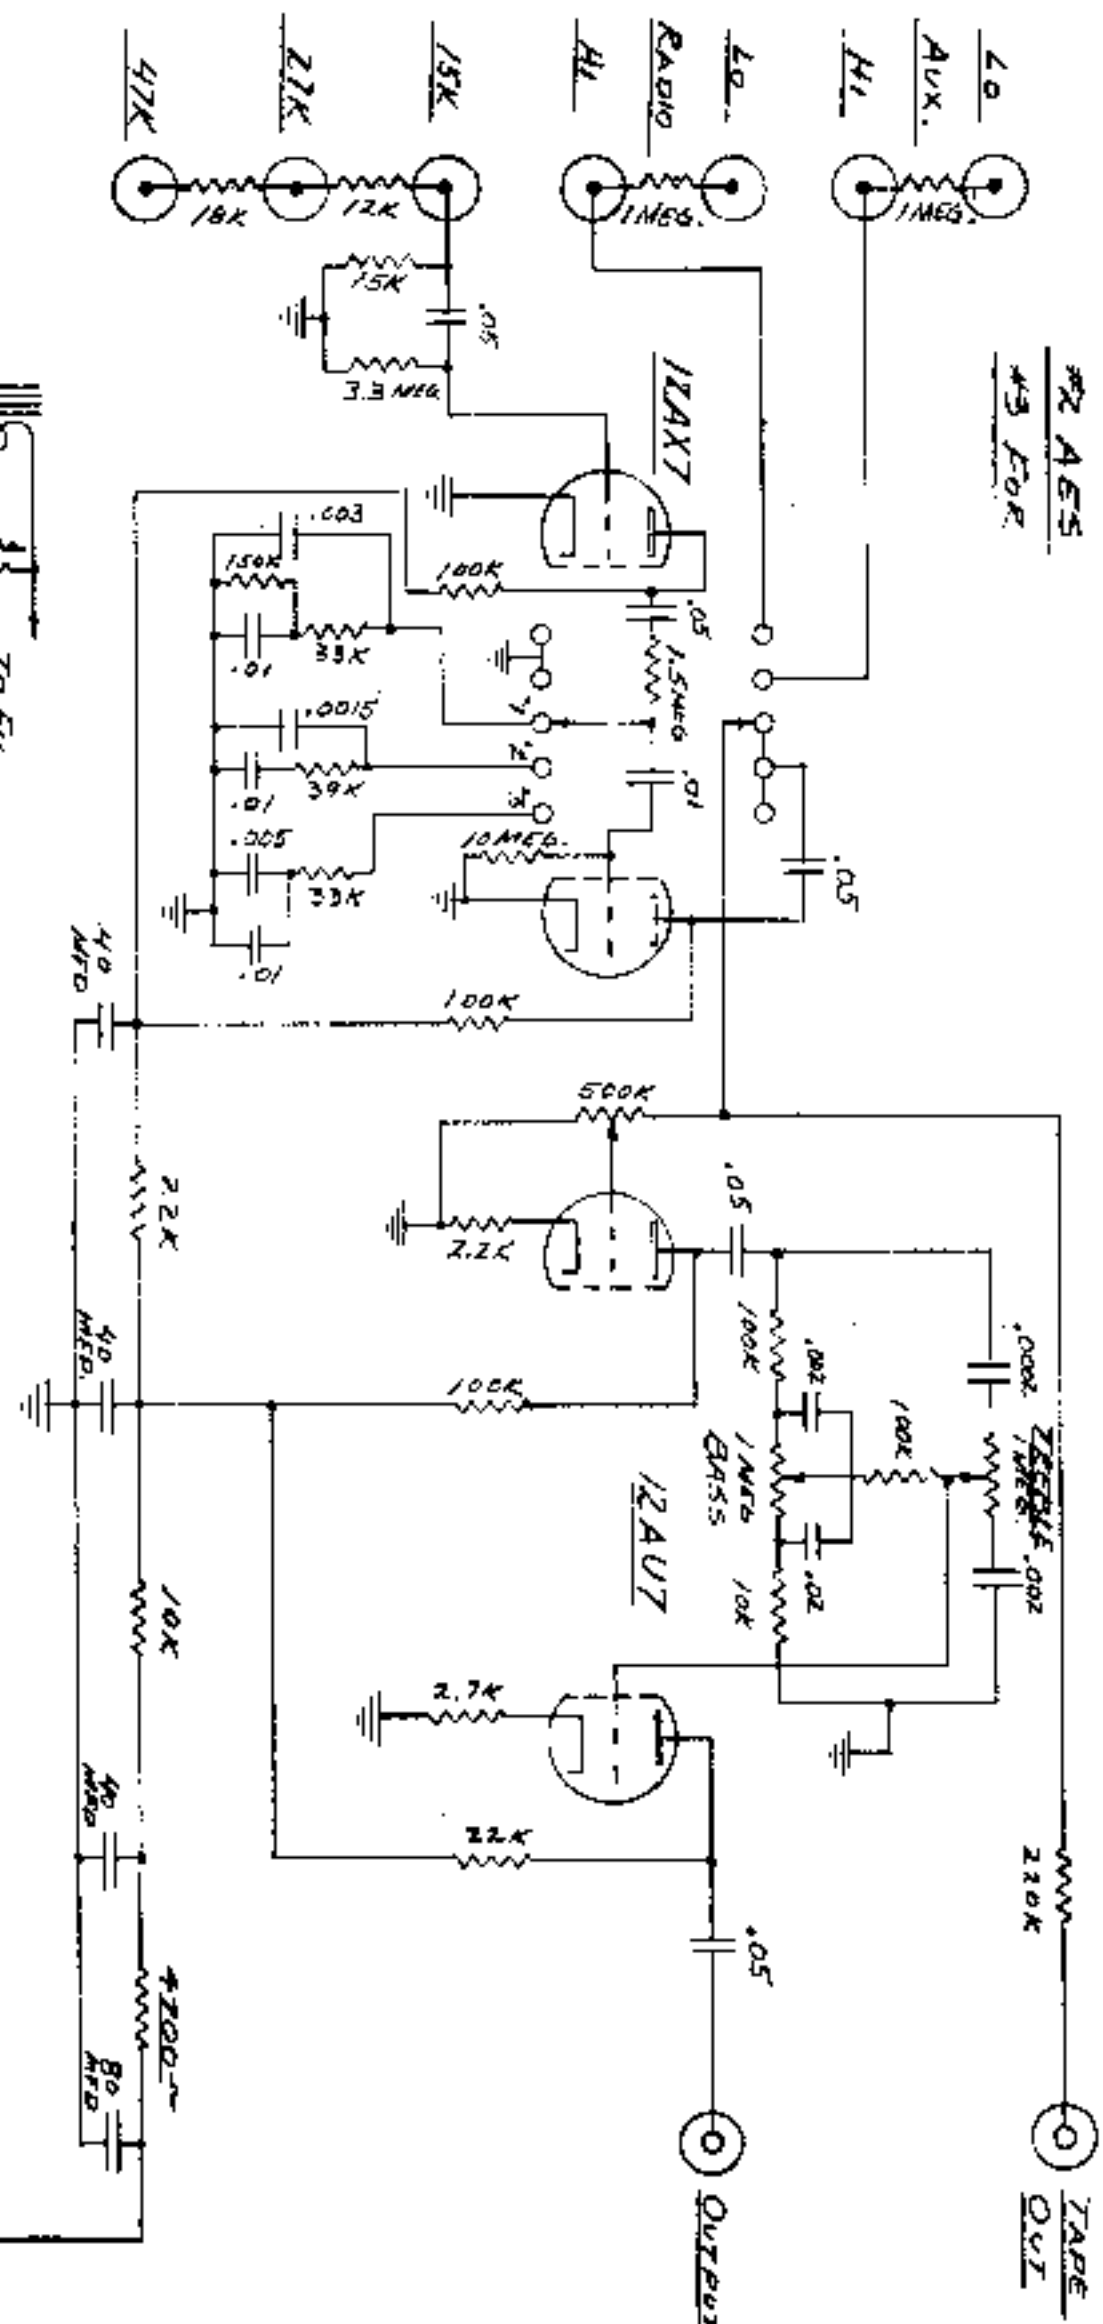 Lo
Aux.
Hi
Lo
RADIO
Hi
15K
27K
47K
1 MEG.
1 MEG.
12K
18K
#2 AES
#3 FOR
15K
.05
3.3 MEG.
12AX7
100K
.05
1.5MEG
.01
.05
.003
150K
.01
33K
.0015
.01
39K
.005
33K
.01
1
2
3
10 MEG.
100K
40
MFD
2.2K
40
MFD.
10K
40
MFD
4700
80
MFD
500K
2.2K
.05
100K
100K
.002
1 MEG
BASS
.02
10K
100K
.0002
TREBLE
1 MEG.
.002
12AU7
2.7K
22K
.05
220K
OUTPUT
TAPE
OUT